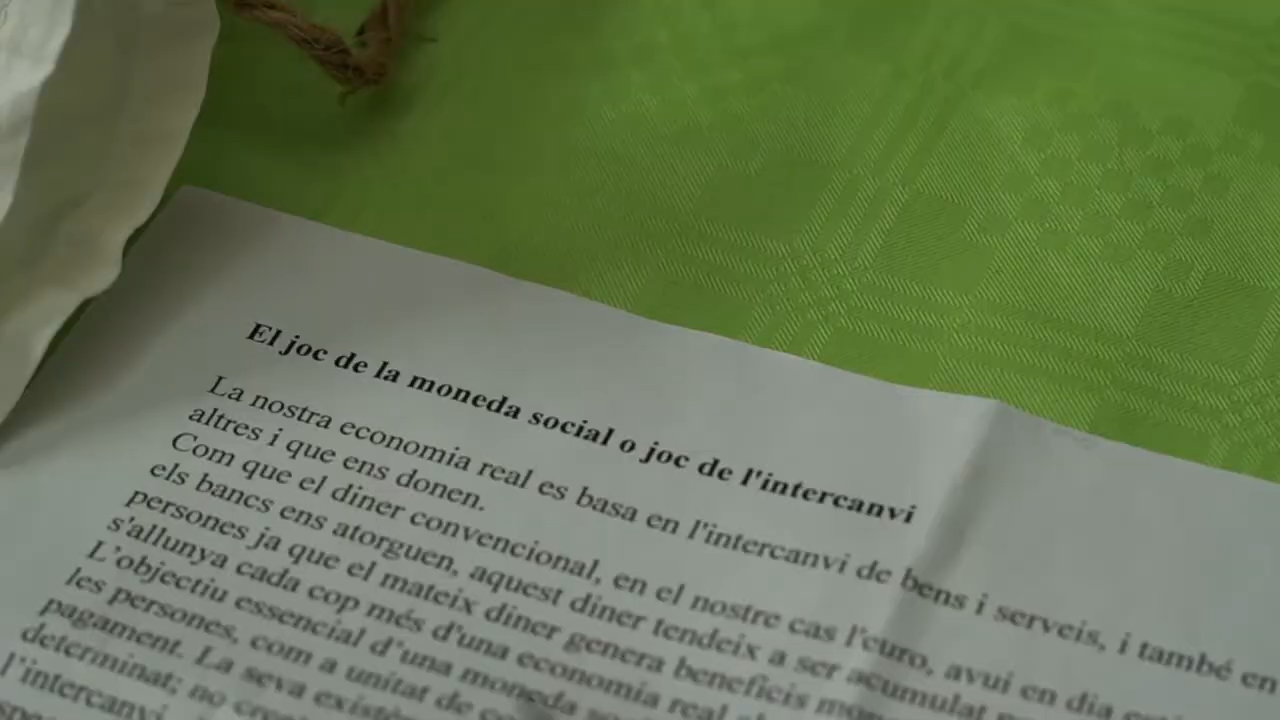 El joc de la moneda social o joc de l'intercanvi
La nostra economia real es basa en l'intercanvi de bens i serveis, i també en
altres i que ens donen.
Com que el diner convencional, en el nostre cas l'euro, avui en dia
els bancs ens atorguen, aquest diner tendeix a ser acumulat
persones ja que el mateix diner genera beneficis
s'allunya cada cop més d'una economia real
L'objectiu essencial d'una moneda
les persones, com a unitat de
pagament. La seva
determinat; no
l'intercanvi